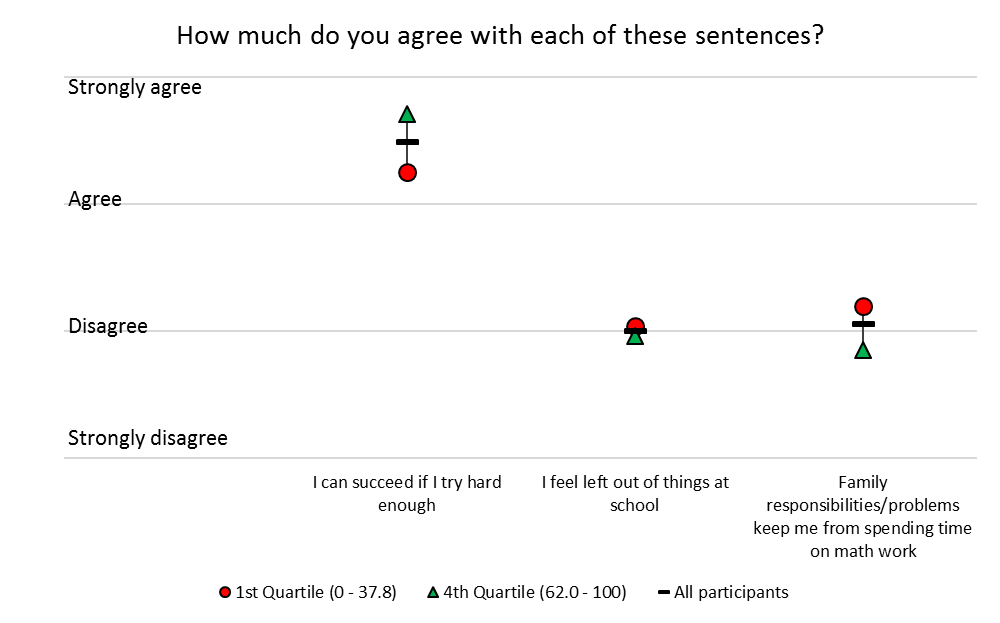 How much do you agree with each of these sentences?
Strongly agree
Agree
Disagree
Strongly disagree
I can succeed if I try hard
enough
I feel left out of things at
school
Family
responsibilities/problems
keep me from spending time
on math work
1st Quartile (0 - 37.8)
4th Quartile (62.0 - 100)
All participants